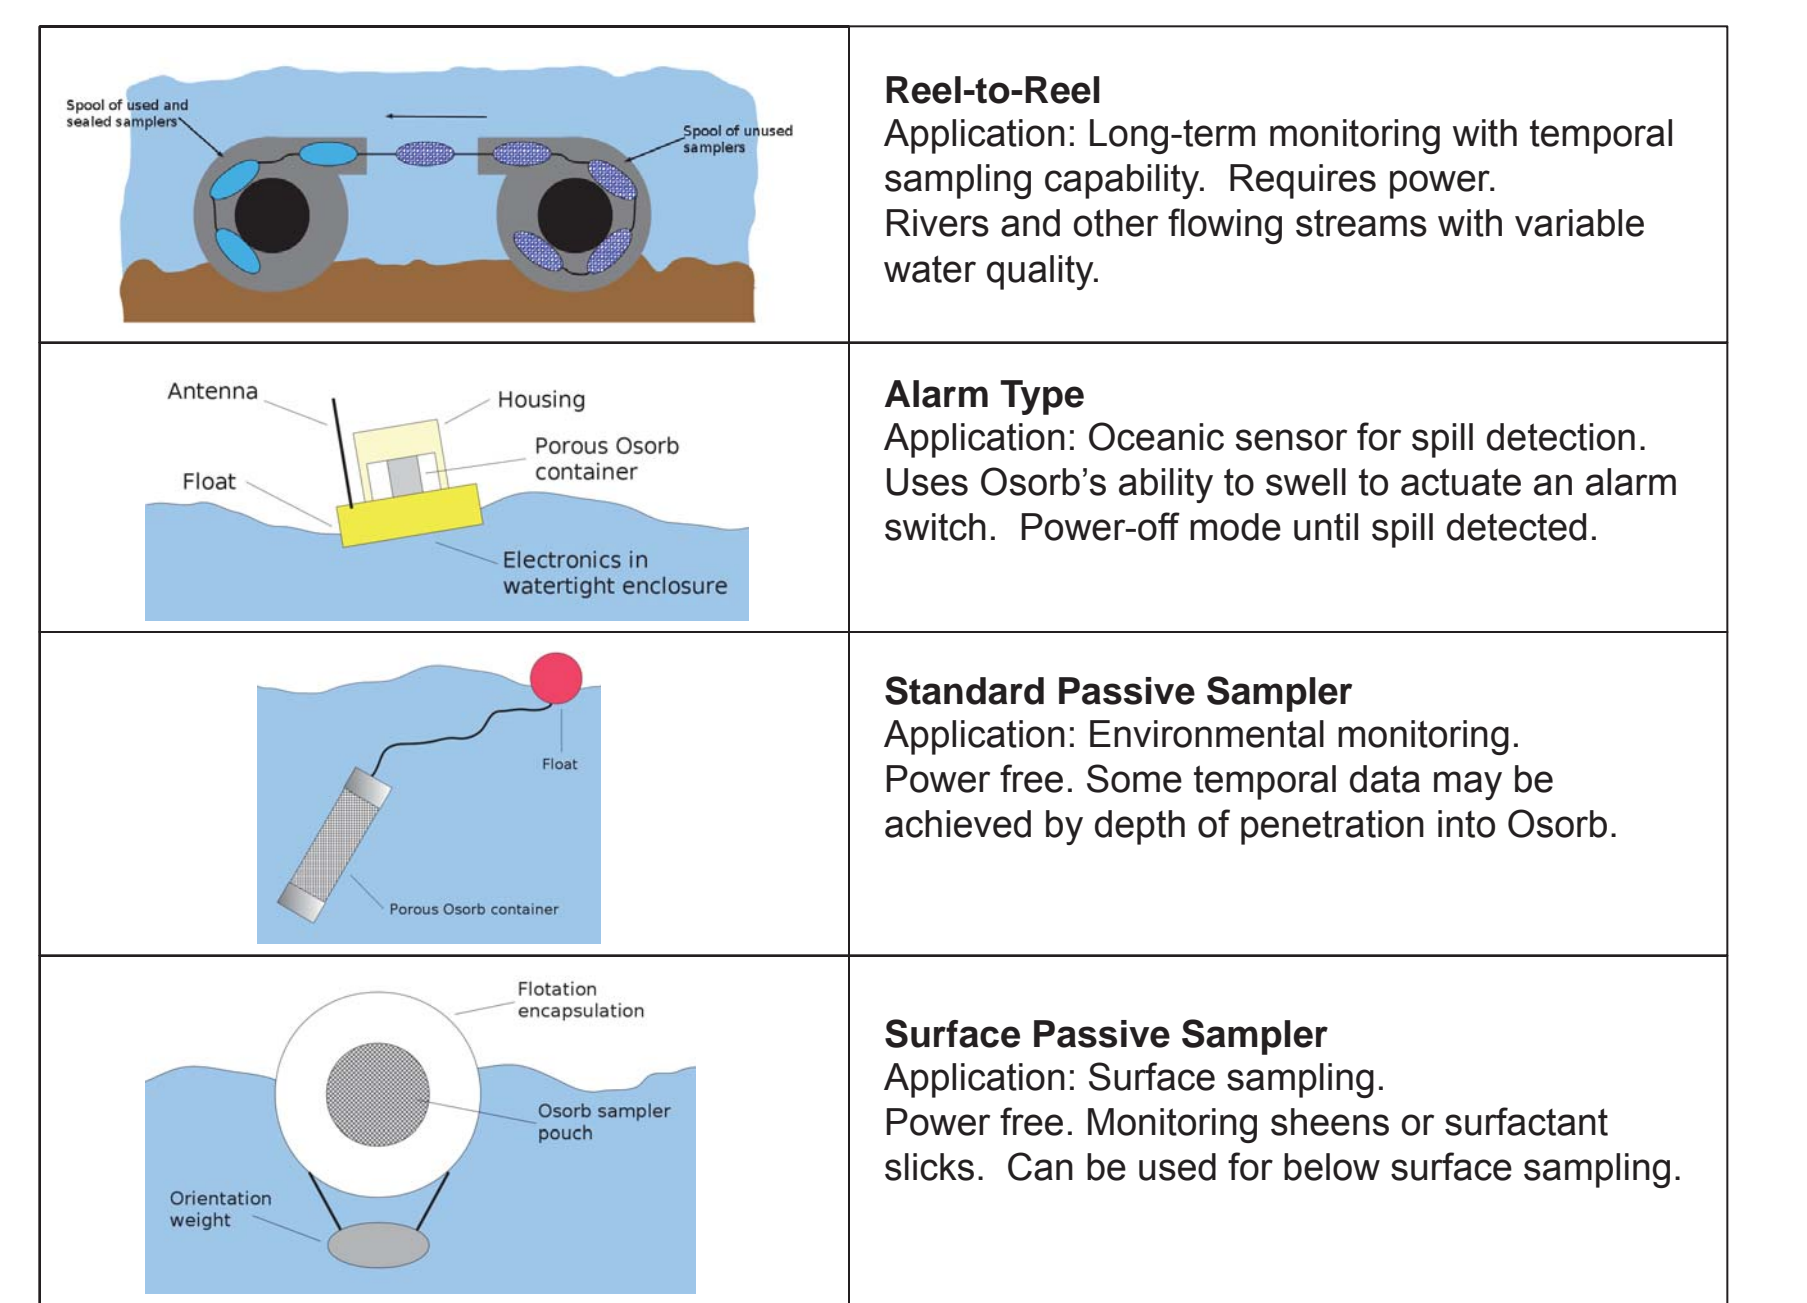 Spool of used and
sealed samplers
Spool of unused
samplers
Reel-to-Reel
Application: Long-term monitoring with temporal
sampling capability.  Requires power.
Rivers and other flowing streams with variable
water quality.
Antenna
Housing
Porous Osorb
container
Float
Electronics in
watertight enclosure
Alarm Type
Application: Oceanic sensor for spill detection.
Uses Osorb's ability to swell to actuate an alarm
switch.  Power-off mode until spill detected.
Float
Porous Osorb container
Standard Passive Sampler
Application: Environmental monitoring.
Power free. Some temporal data may be
achieved by depth of penetration into Osorb.
Flotation
encapsulation
Osorb sampler
pouch
Orientation
weight
Surface Passive Sampler
Application: Surface sampling.
Power free. Monitoring sheens or surfactant
slicks.  Can be used for below surface sampling.